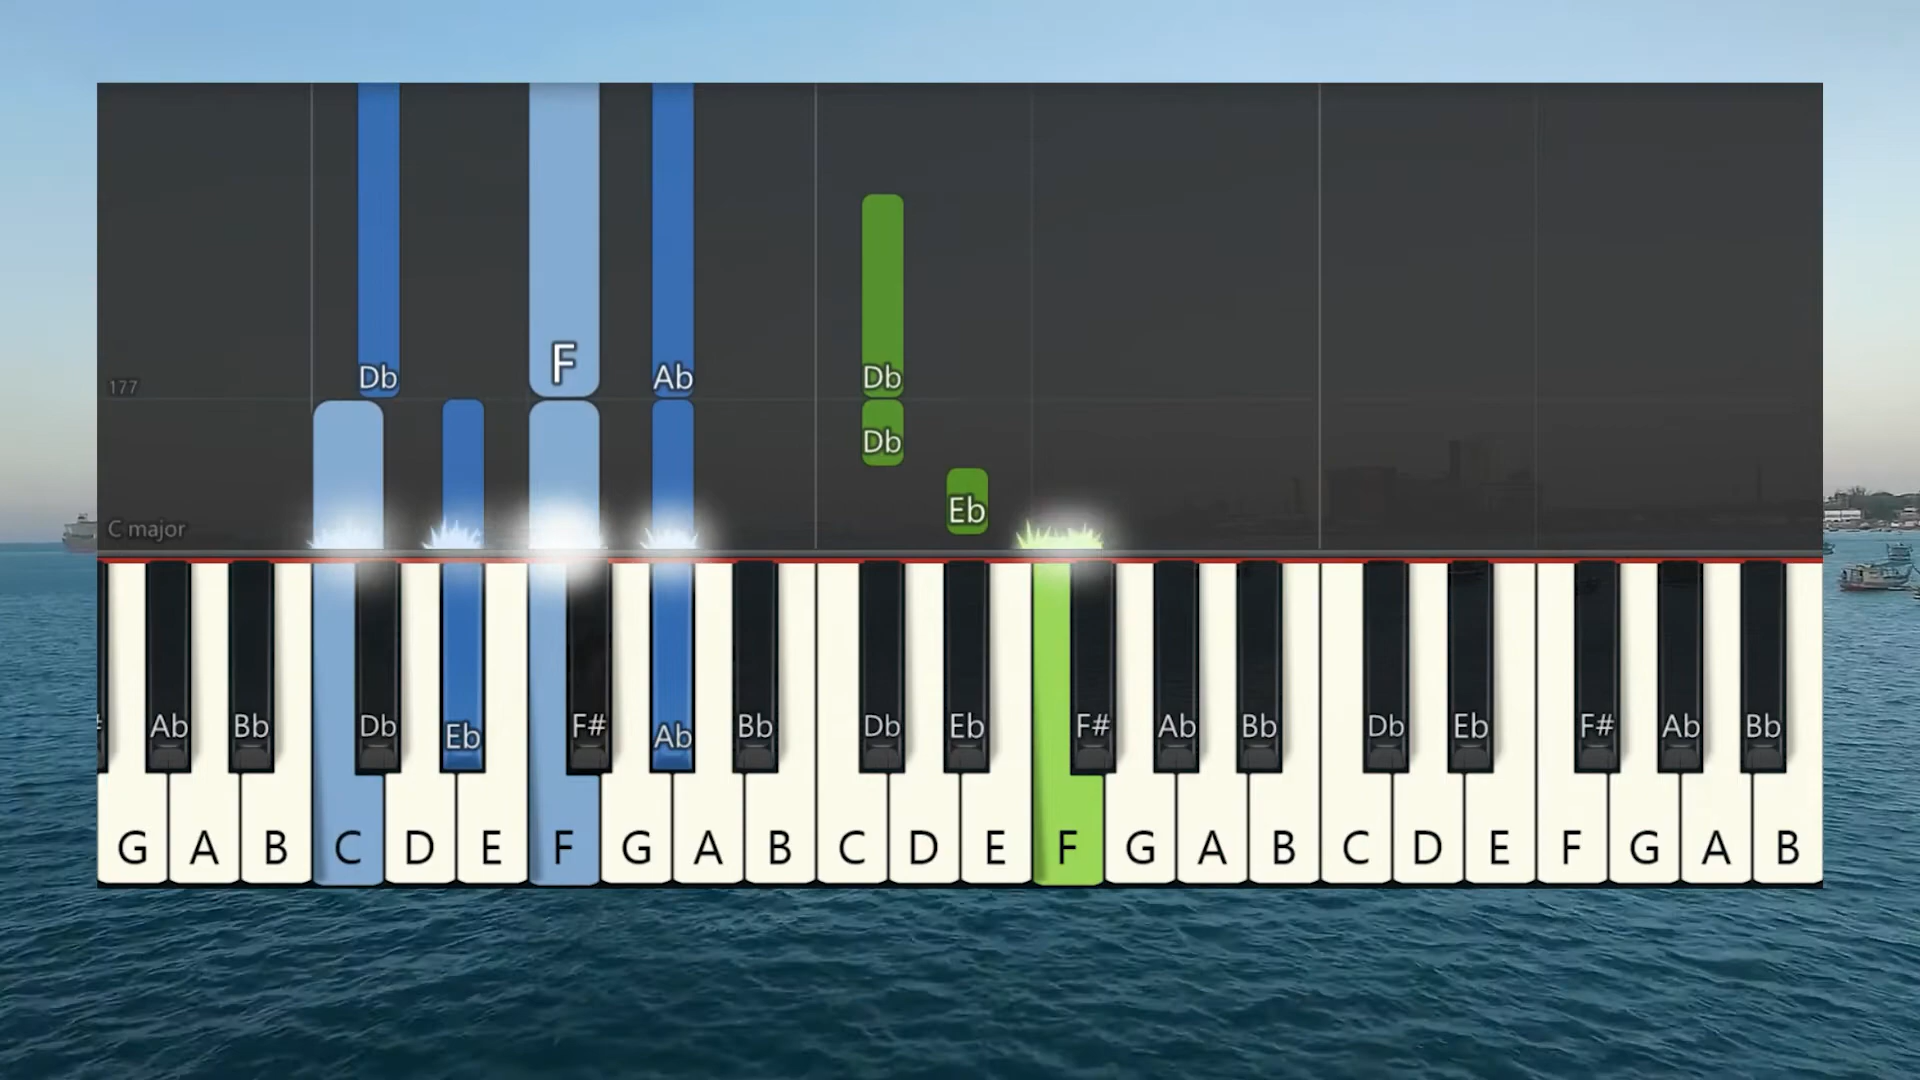 Db F Ab Db
177
Db
Eb
C major
# Ab Bb Db Eb F# Ab Bb Db Eb F# Ab Bb Db Eb F# Ab Bb
G A B C D E F G A B C D E F G A B C D E F G A B